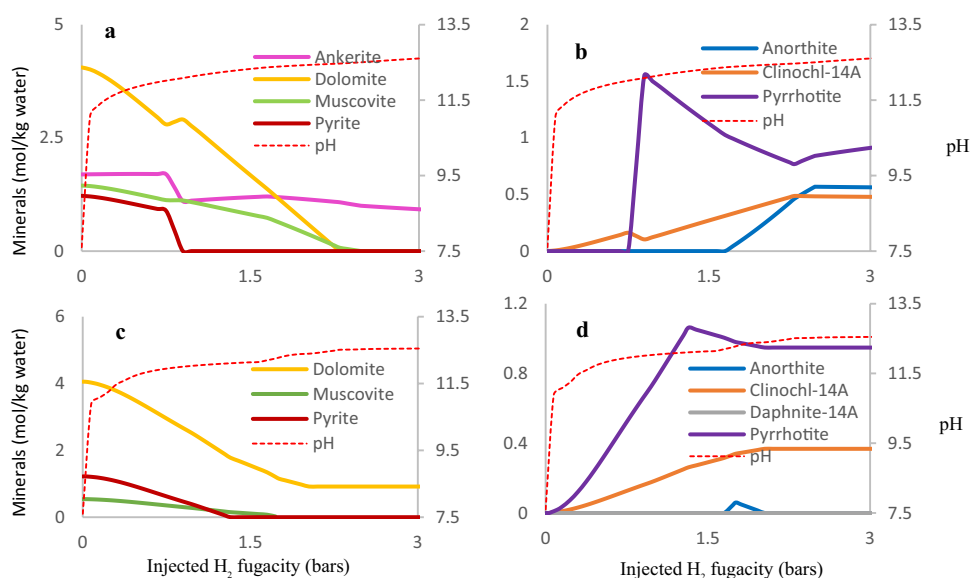 a
5
2.5
0
0
1.5
3
13.5
11.5
9.5
7.5
Ankerite
Dolomite
Muscovite
Pyrite
pH
Minerals (mol/kg water)
b
2
1.5
1
0.5
0
0
1.5
3
13.5
11.5
9.5
7.5
Anorthite
Clinochl-14A
Pyrrhotite
pH
pH
c
6
4
2
0
0
1.5
3
13.5
11.5
9.5
7.5
Dolomite
Muscovite
Pyrite
pH
Minerals (mol/kg water)
Injected H₂ fugacity (bars)
d
1.2
0.8
0.4
0
0
1.5
3
13.5
11.5
9.5
7.5
Anorthite
Clinochl-14A
Daphnite-14A
Pyrrhotite
pH
pH
Injected H₂ fugacity (bars)